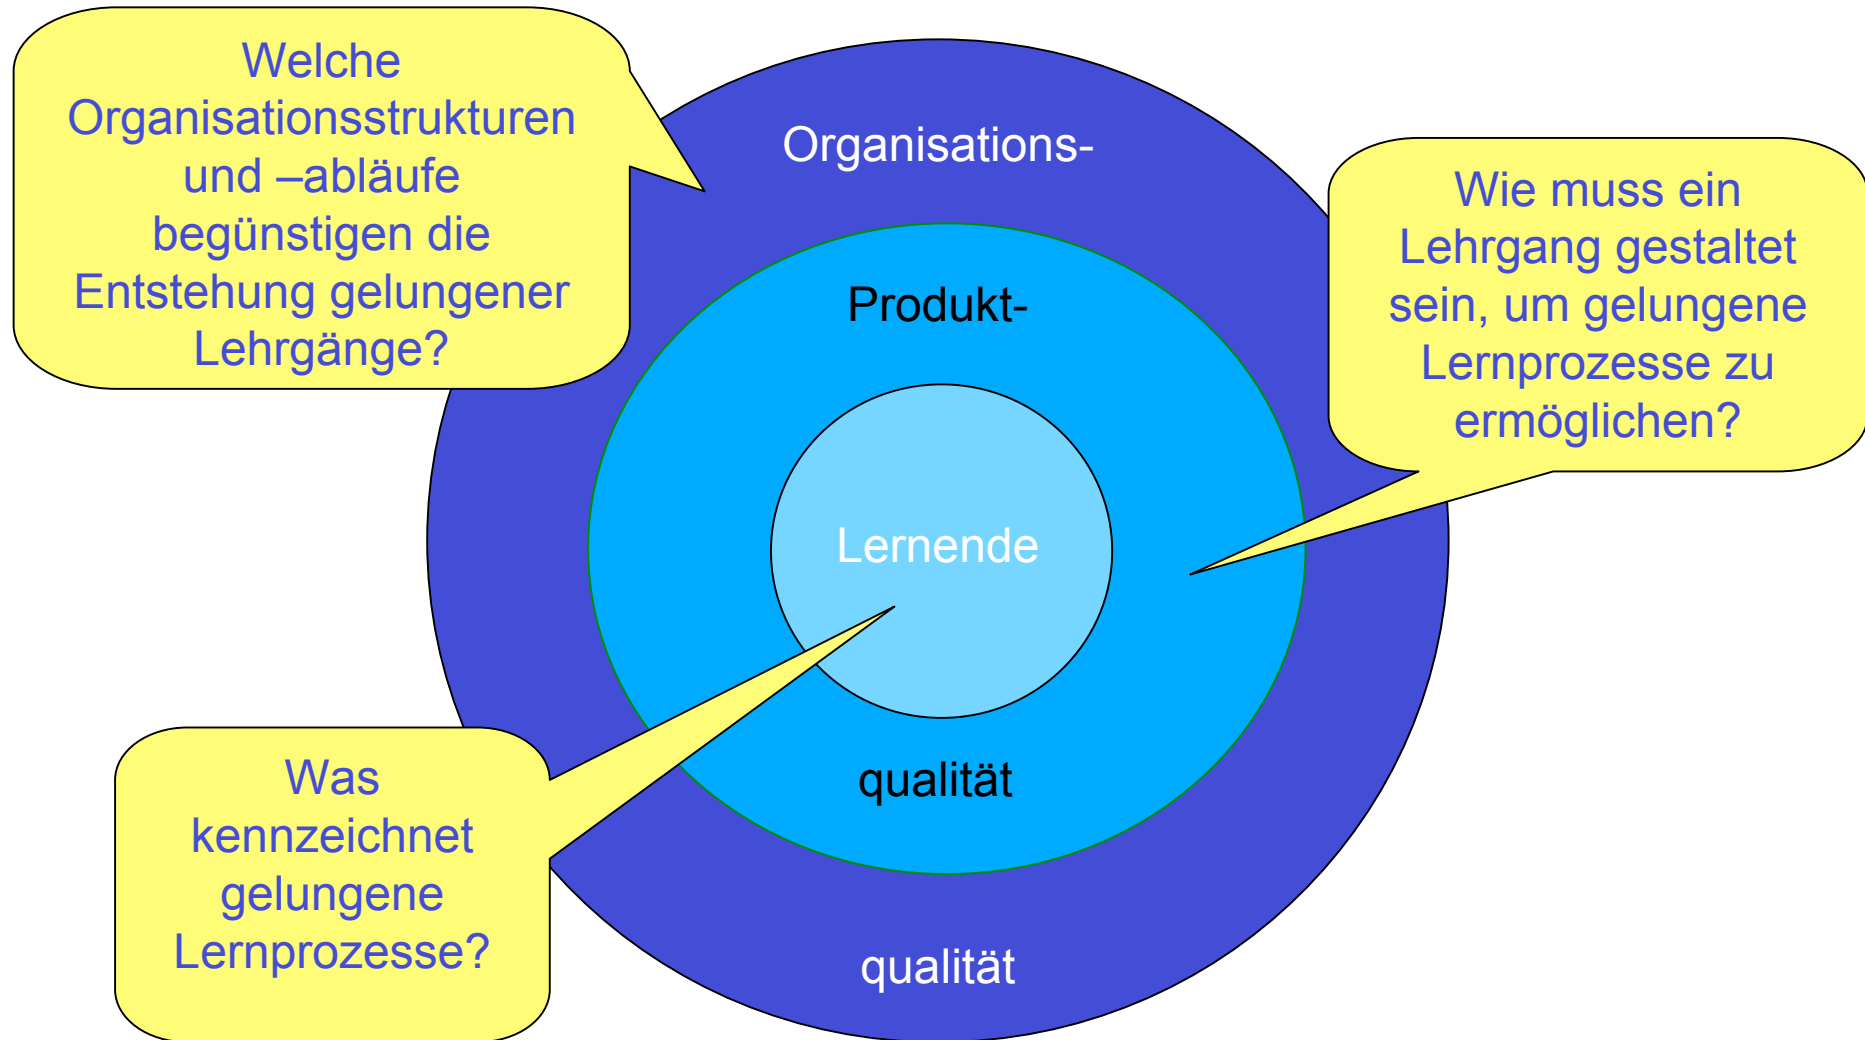 Welche
Organisationsstrukturen
und –abläufe
begünstigen die
Entstehung gelungener
Lehrgänge?
Organisations-
Wie muss ein
Lehrgang gestaltet
sein, um gelungene
Lernprozesse zu
ermöglichen?
Produkt-
Lernende
qualität
Was
kennzeichnet
gelungene
Lernprozesse?
qualität